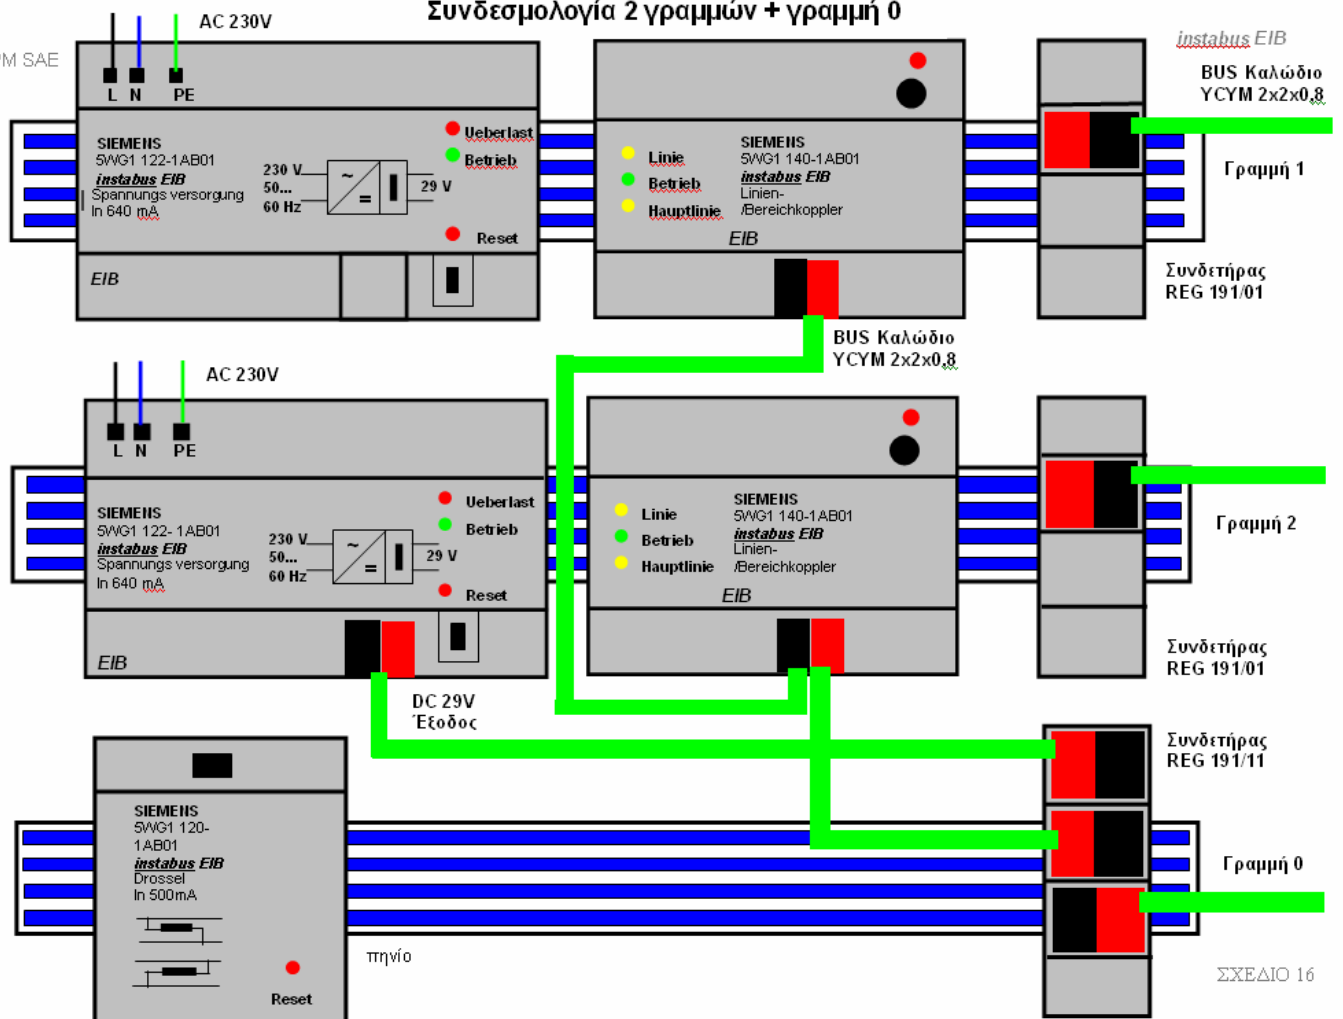 Συνδεσμολογία 2 γραμμών + γραμμή 0
AC 230V
instabus EIB
PM SAE
BUS Καλώδιο
YCYM 2x2x0,8
L N PE
SIEMENS
5WG1 122-1AB01
instabus EIB
Spannungs versorgung
In 640 mA
230 V
50...
60 Hz
~
=
29 V
Ueberlast
Betrieb
Reset
EIB
Linie
Betrieb
Hauptlinie
SIEMENS
5WG1 140-1AB01
instabus EIB
Linien-
/Bereichkoppler
EIB
Γραμμή 1
Συνδετήρας
REG 191/01
BUS Καλώδιο
YCYM 2x2x0,8
AC 230V
L N PE
SIEMENS
5WG1 122- 1AB01
instabus EIB
Spannungs versorgung
In 640 mA
230 V
50...
60 Hz
~
=
29 V
Ueberlast
Betrieb
Reset
EIB
Linie
Betrieb
Hauptlinie
SIEMENS
5WG1 140-1AB01
instabus EIB
Linien-
/Bereichkoppler
EIB
Γραμμή 2
Συνδετήρας
REG 191/01
DC 29V
Έξοδος
Συνδετήρας
REG 191/11
SIEMENS
5WG1 120-
1AB01
instabus EIB
Drossel
In 500mA
Reset
πηνίο
Γραμμή 0
ΣΧΕΔΙΟ 16